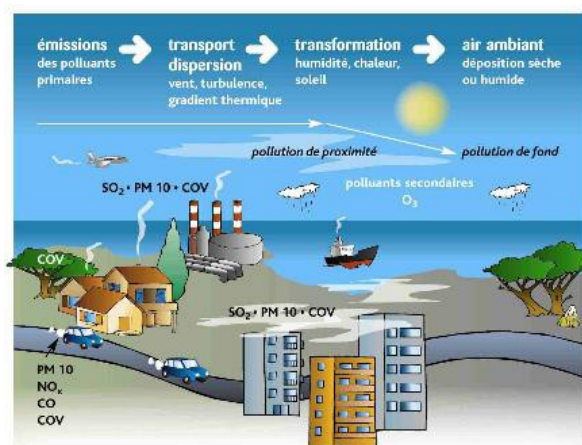 émissions
des polluants
primaires
transport
dispersion
vent, turbulence,
gradient thermique
transformation
humidité, chaleur,
soleil
air ambiant
déposition sèche
ou humide
pollution de proximité
pollution de fond
SO₂ • PM 10 • COV
polluants secondaires
O₃
COV
SO₂ • PM 10 • COV
PM 10
NOₓ
CO
COV